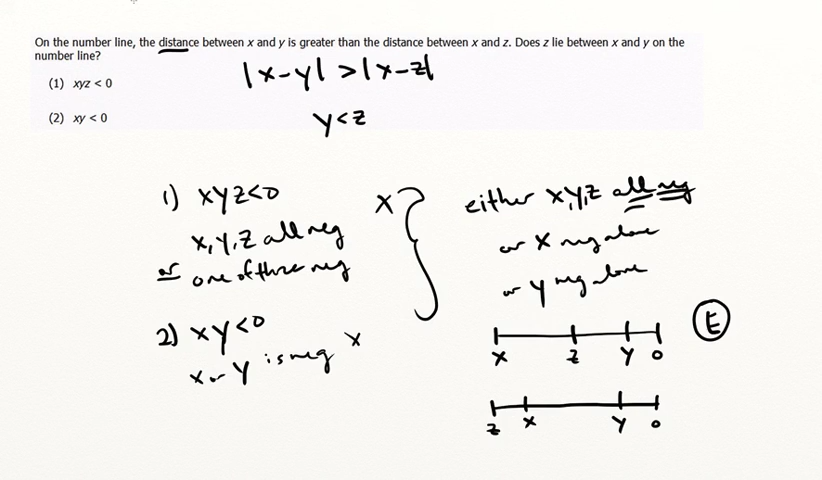 On the number line, the distance between x and y is greater than the distance between x and z. Does z lie between x and y on the
number line?
(1) xyz < 0
(2) xy < 0
|x-y| > |x-z|
y<z
1) xyz<0
x,y,z all neg
or one of three neg
2) xy<0
x or y is neg x
x
either x,y,z all neg
or x neg alone
or y neg alone
x z y 0
E
z x y 0